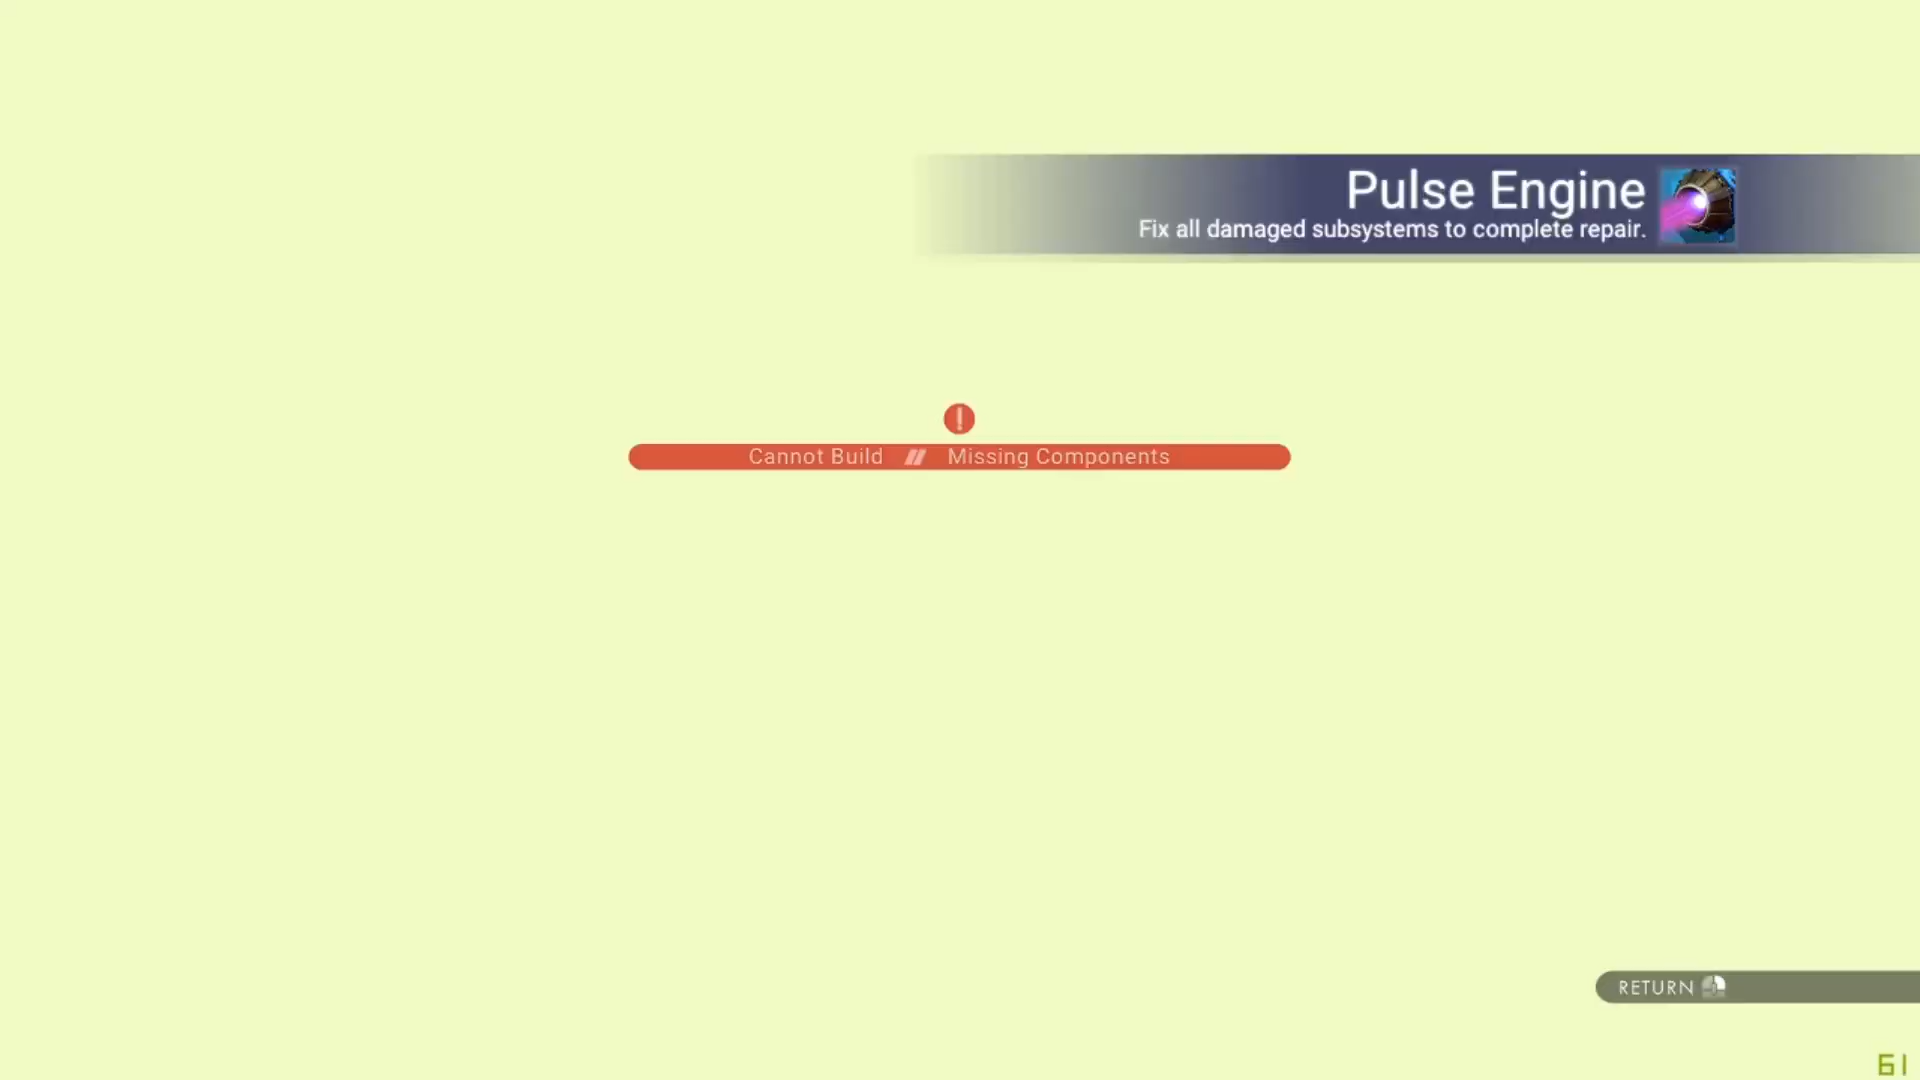 Pulse Engine
Fix all damaged subsystems to complete repair.
!
Cannot Build // Missing Components
RETURN
61